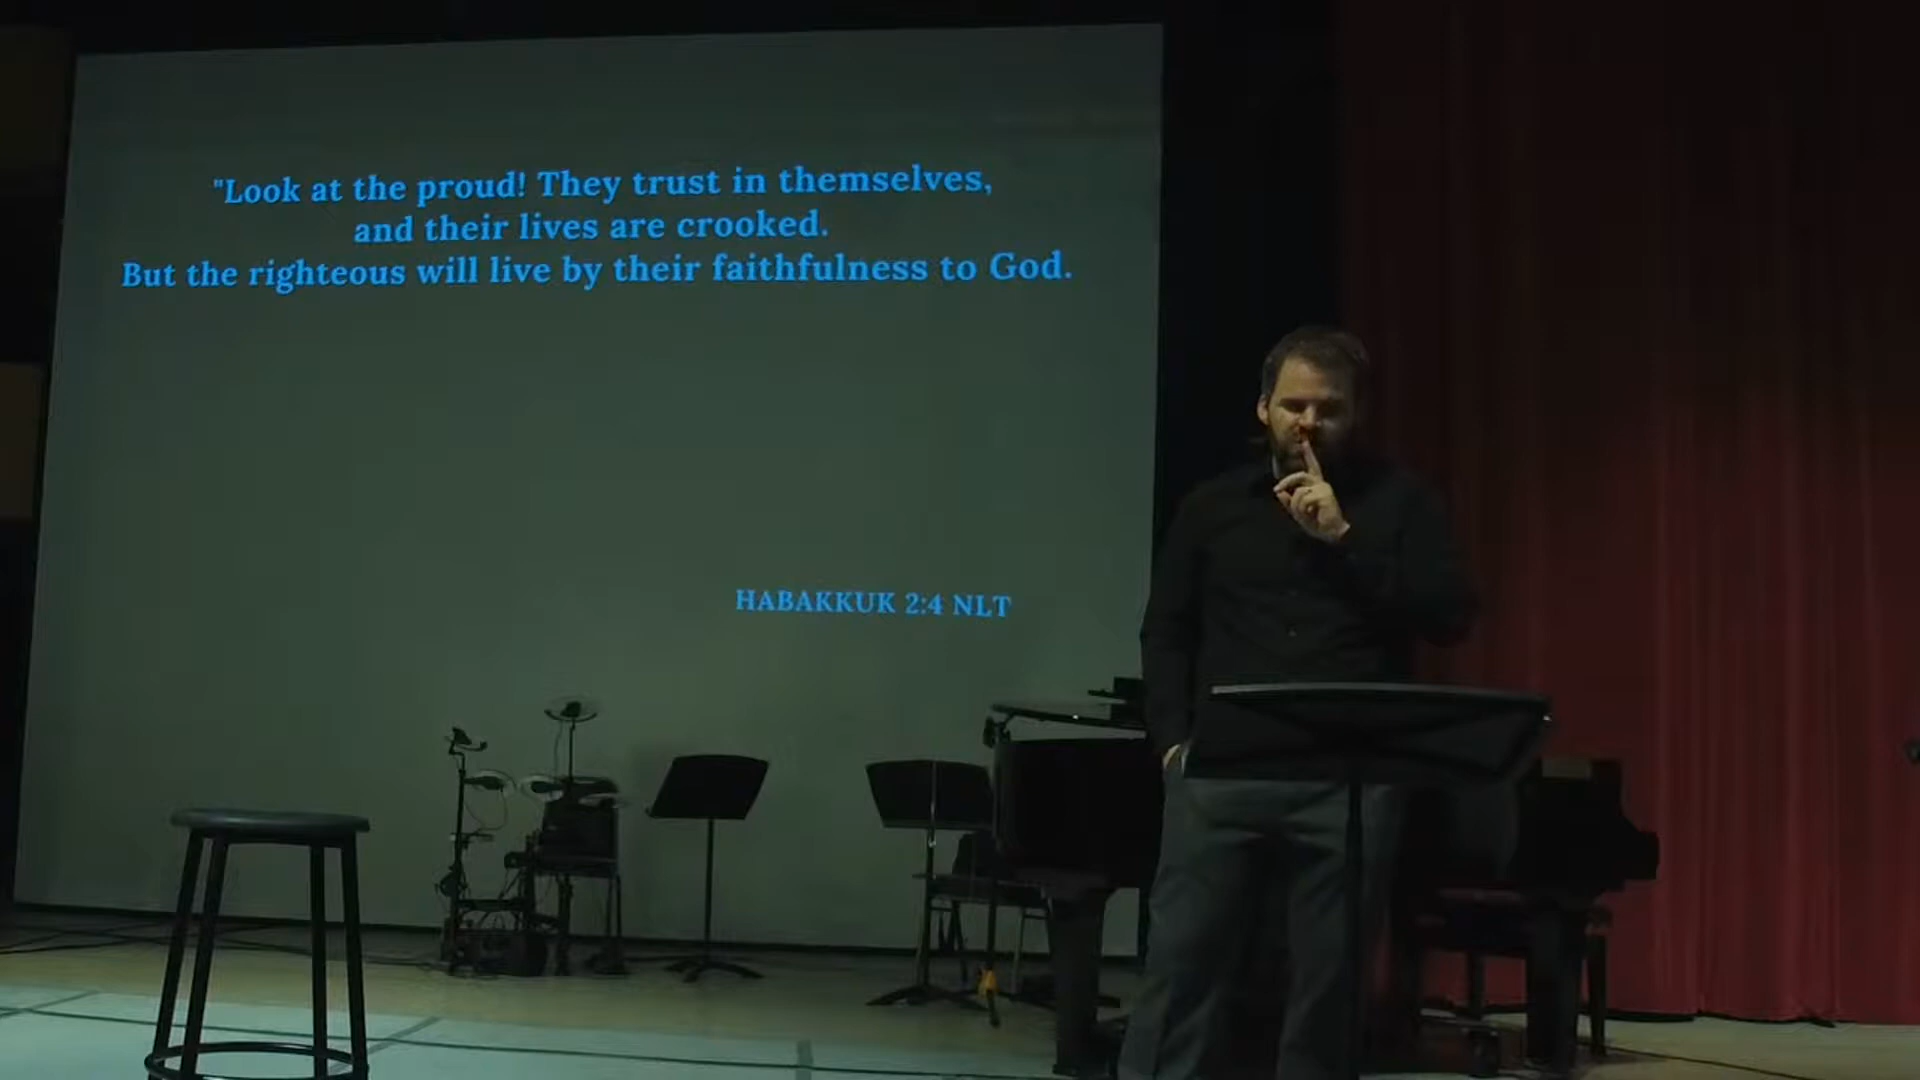 "Look at the proud! They trust in themselves,
and their lives are crooked.
But the righteous will live by their faithfulness to God.
HABAKKUK 2:4 NLT